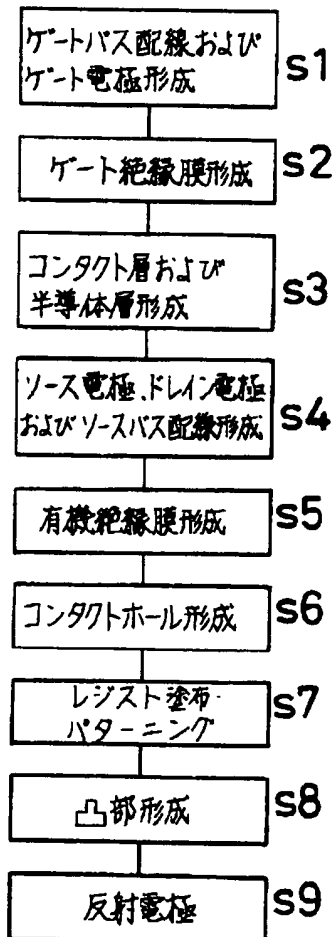 ゲートバス配線および
ゲート電極形成
s1
ゲート絶縁膜形成
s2
コンタクト層および
半導体層形成
s3
ソース電極、ドレイン電極
およびソースバス配線形成
s4
有機絶縁膜形成
s5
コンタクトホール形成
s6
レジスト塗布・
パターニング
s7
凸部形成
s8
反射電極
s9